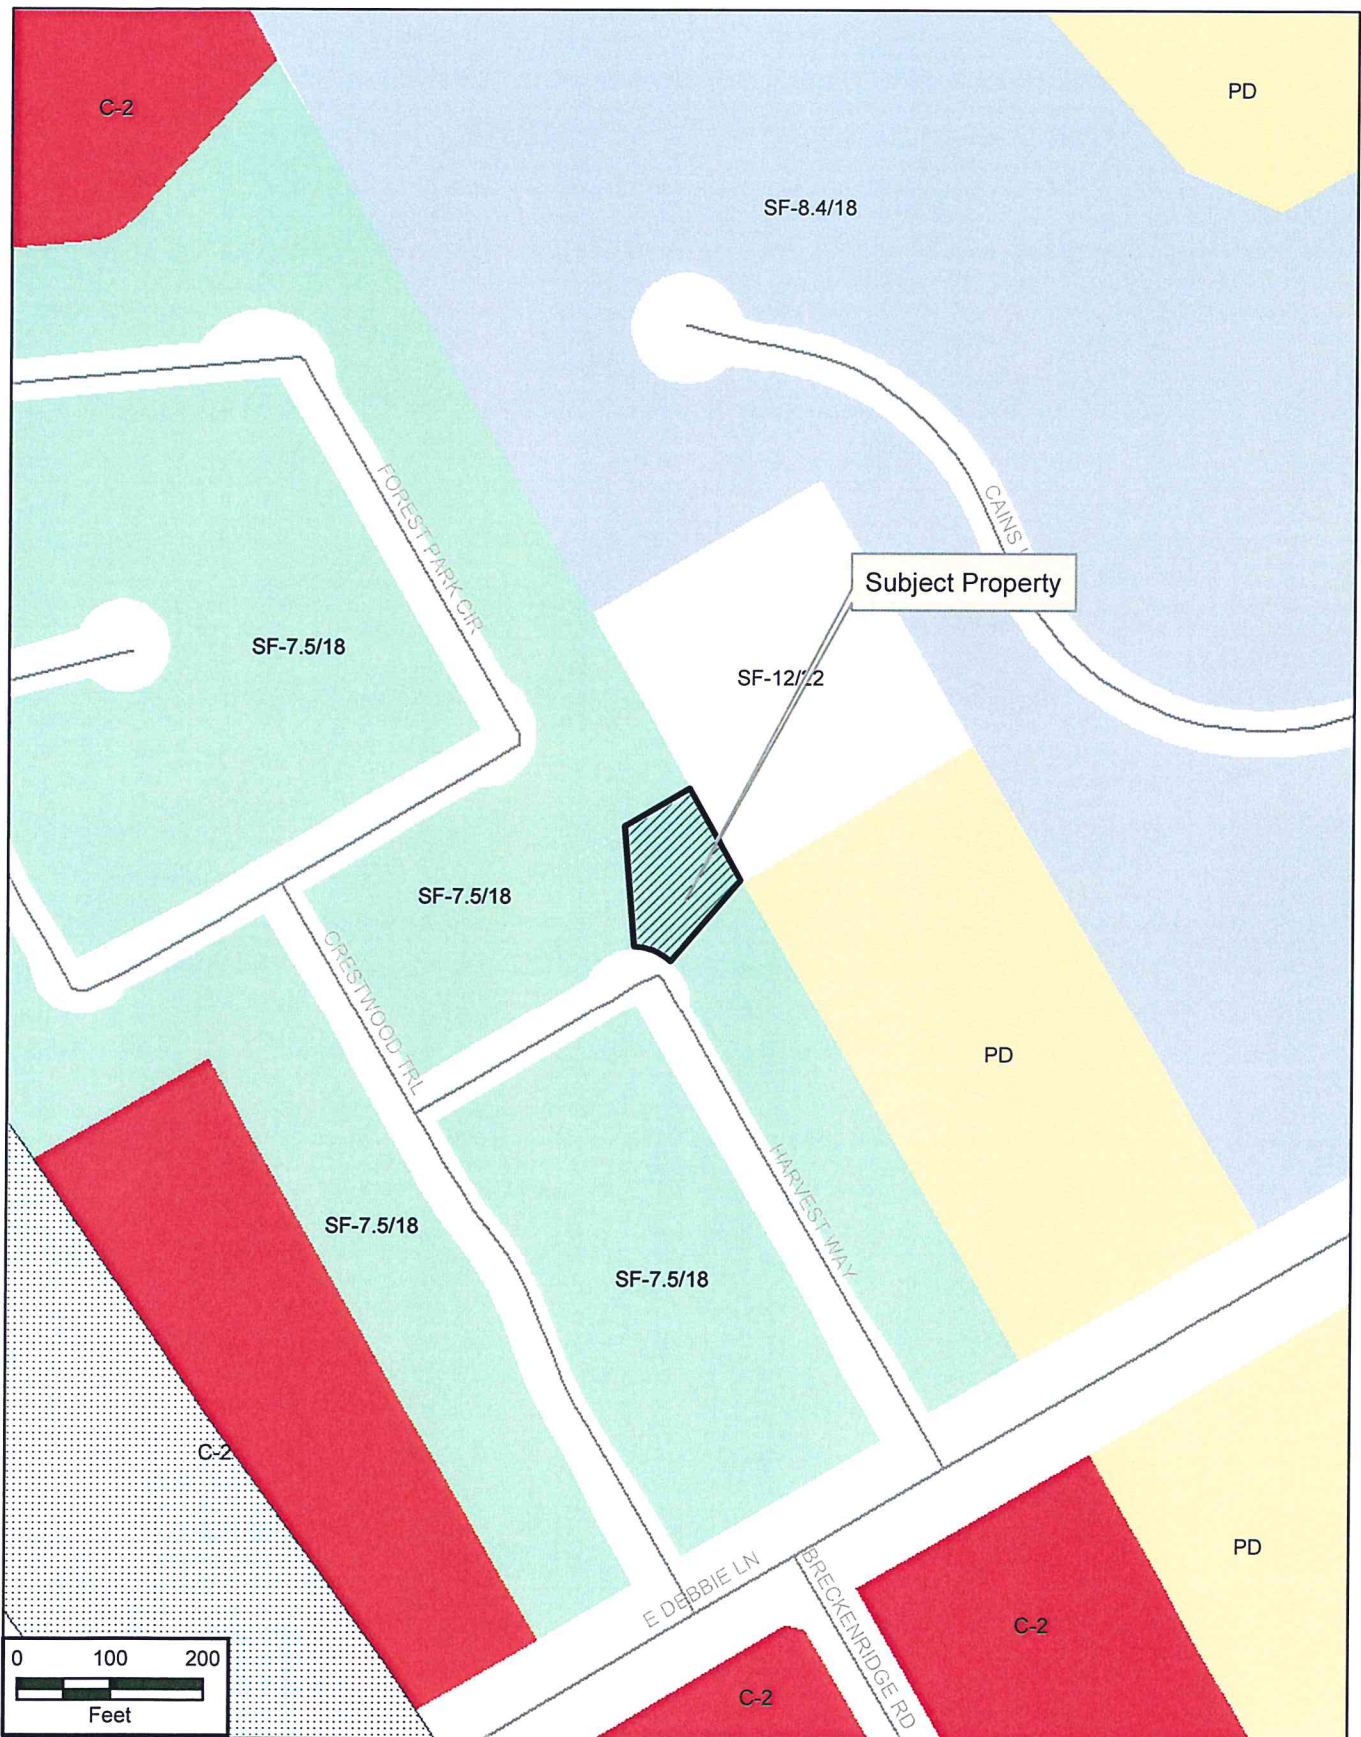 C-2
PD
SF-8.4/18
FOREST PARK CIR
CAINS
Subject Property
SF-7.5/18
SF-12/22
SF-7.5/18
CRESTWOOD TRL
PD
HARVEST WAY
SF-7.5/18
SF-7.5/18
C-2
PD
E DEBBIE LN
BRECKENRIDGE RD
C-2
C-2
0 100 200
Feet